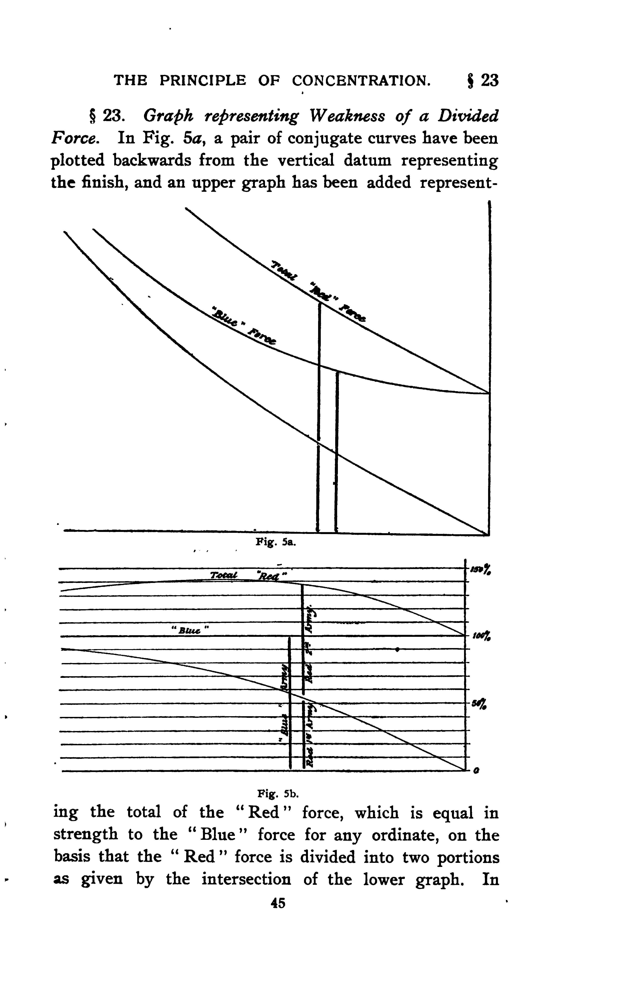 THE PRINCIPLE OF CONCENTRATION. § 23
§ 23. Graph representing Weakness of a Divided
Force. In Fig. 5a, a pair of conjugate curves have been
plotted backwards from the vertical datum representing
the finish, and an upper graph has been added represent-
Total "Red" Force
"Blue" Force
Fig. 5a.
150%
Total "Red"
"Blue"
100%
Red 2nd Army.
"Blue" Army
50%
Red 1st Army
0
Fig. 5b.
ing the total of the "Red" force, which is equal in
strength to the "Blue" force for any ordinate, on the
basis that the "Red" force is divided into two portions
as given by the intersection of the lower graph. In
45